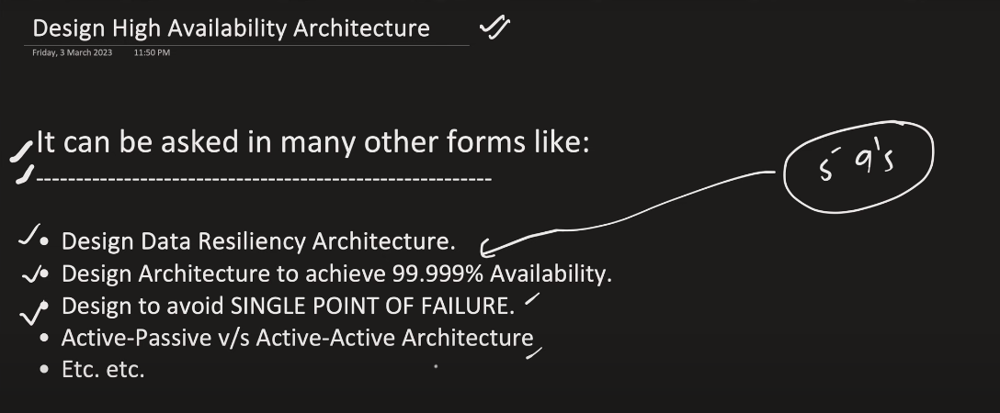 Design High Availability Architecture
Friday, 3 March 2023 11:50 PM
It can be asked in many other forms like:
-----------------------------------------------------------
5 9's
• Design Data Resiliency Architecture.
• Design Architecture to achieve 99.999% Availability.
• Design to avoid SINGLE POINT OF FAILURE.
• Active-Passive v/s Active-Active Architecture
• Etc. etc.